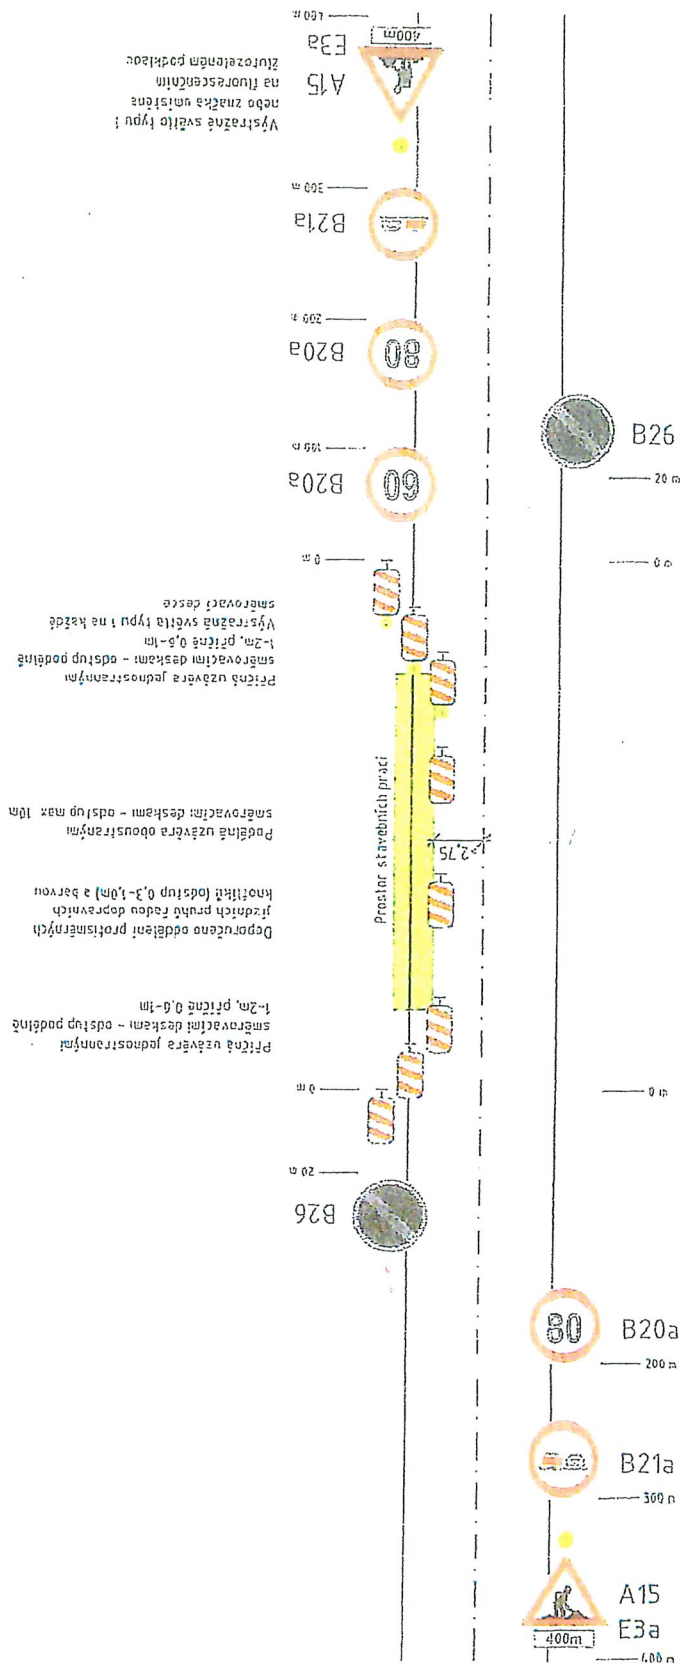 400 m
400m
E3a
A15
Výstražné světlo typu 1
nebo značka umístěna
na fluorescenčním
žlutozeleném podkladu
300 m
B21a
200 m
80
B20a
B26
20 m
100 m
60
B20a
0 m
0 m
Příčná uzávěra jednostrannými
směrovacími deskami - odstup podélně
1-2m, příčně 0,6-1m
Výstražná světla typu 1 na každé
směrovací desce
Prostor stavebních prací
>2,75
Podélná uzávěra oboustrannými
směrovacími deskami - odstup max 10m
Doporučeno oddělení protisměrných
jízdních pruhů řadou dopravních
knoflíků (odstup 0,3-1,0m) z barvou
Příčná uzávěra jednostrannými
směrovacími deskami - odstup podélně
1-2m, příčně 0,6-1m
0 m
0 m
20 m
B26
80
B20a
200 m
B21a
300 m
A15
E3a
400m
400 m